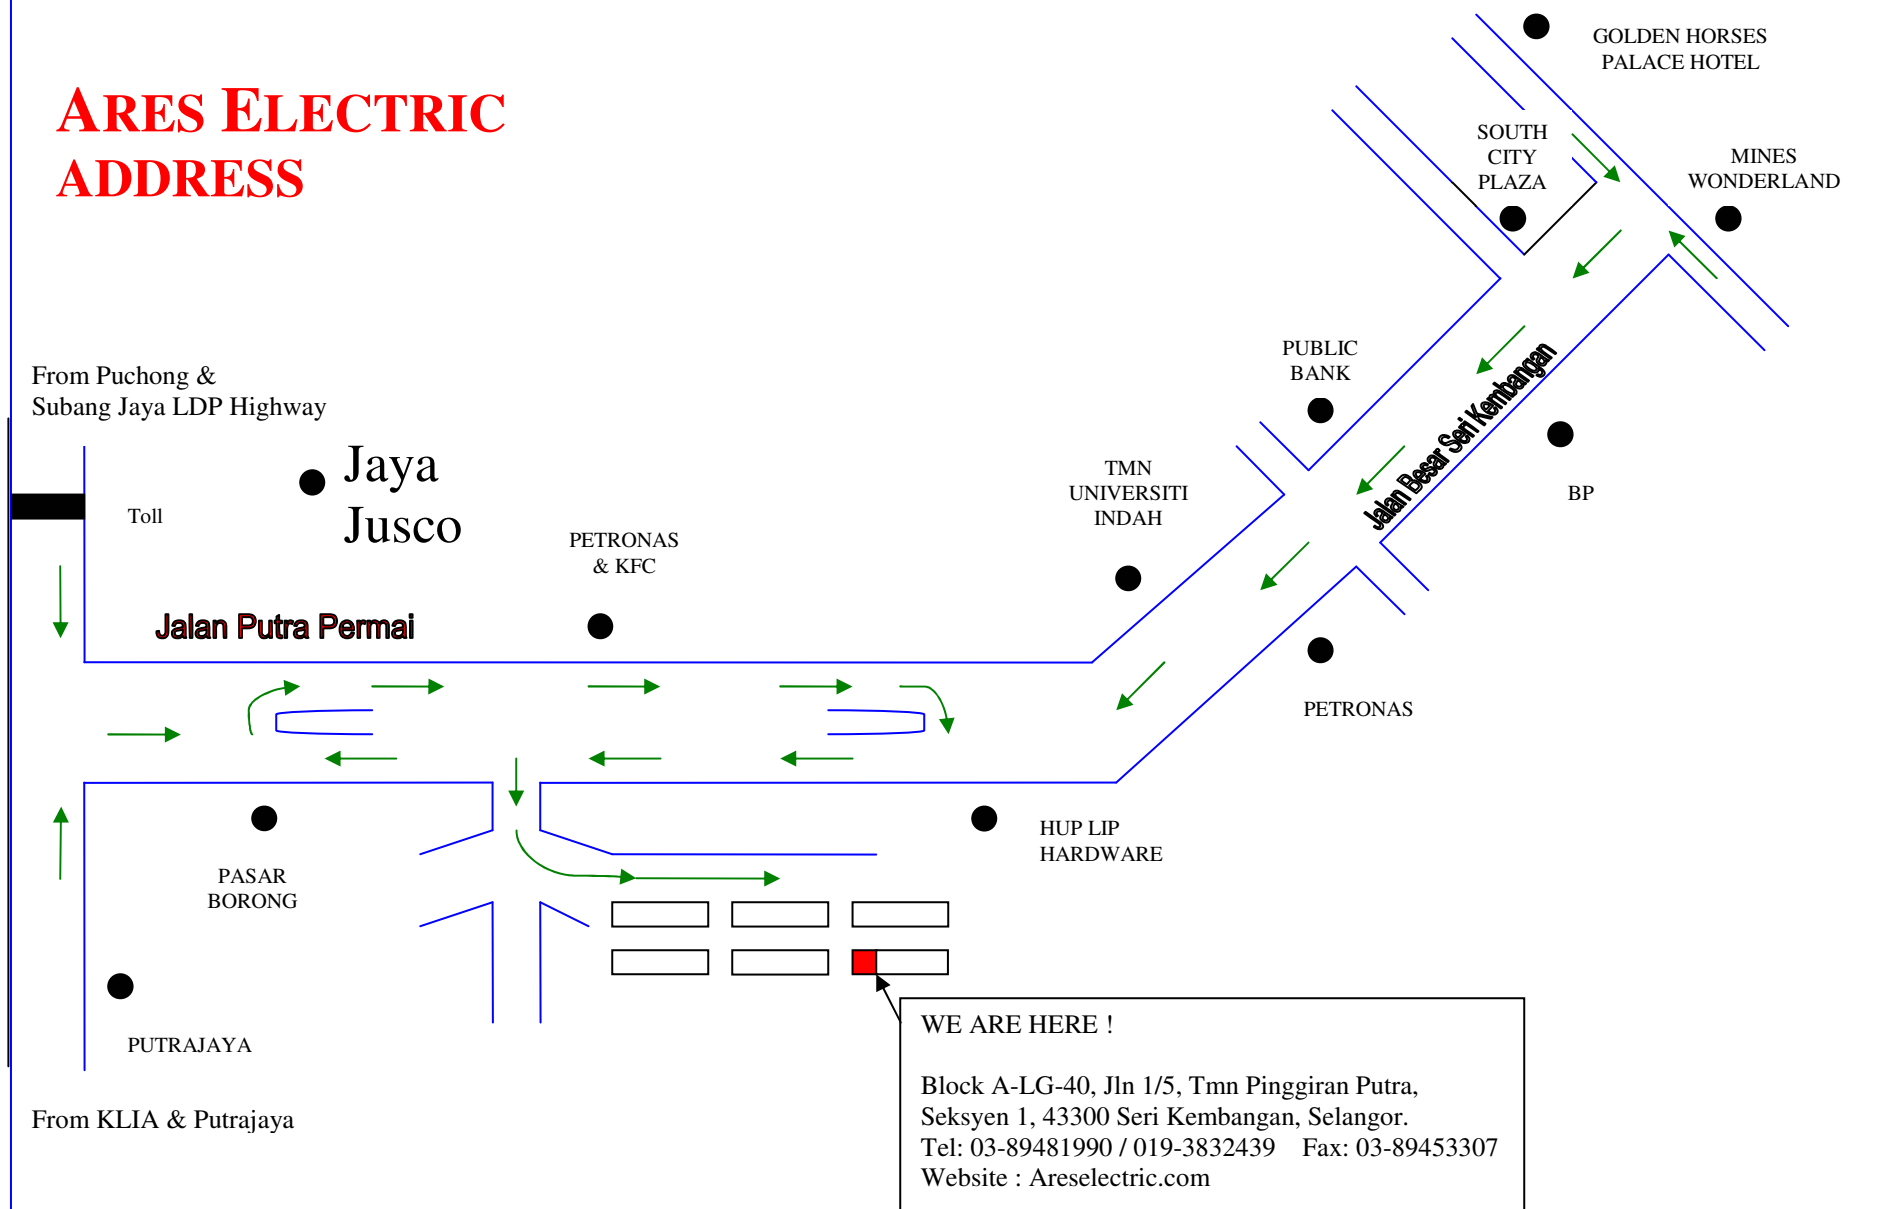 ARES ELECTRIC
ADDRESS
GOLDEN HORSES
PALACE HOTEL
SOUTH
CITY
PLAZA
MINES
WONDERLAND
From Puchong &
Subang Jaya LDP Highway
PUBLIC
BANK
Jalan Besar Seri Kembangan
Jaya
Jusco
Toll
TMN
UNIVERSITI
INDAH
BP
PETRONAS
& KFC
Jalan Putra Permai
PETRONAS
HUP LIP
HARDWARE
PASAR
BORONG
PUTRAJAYA
From KLIA & Putrajaya
WE ARE HERE !
Block A-LG-40, Jln 1/5, Tmn Pinggiran Putra,
Seksyen 1, 43300 Seri Kembangan, Selangor.
Tel: 03-89481990 / 019-3832439    Fax: 03-89453307
Website : Areselectric.com